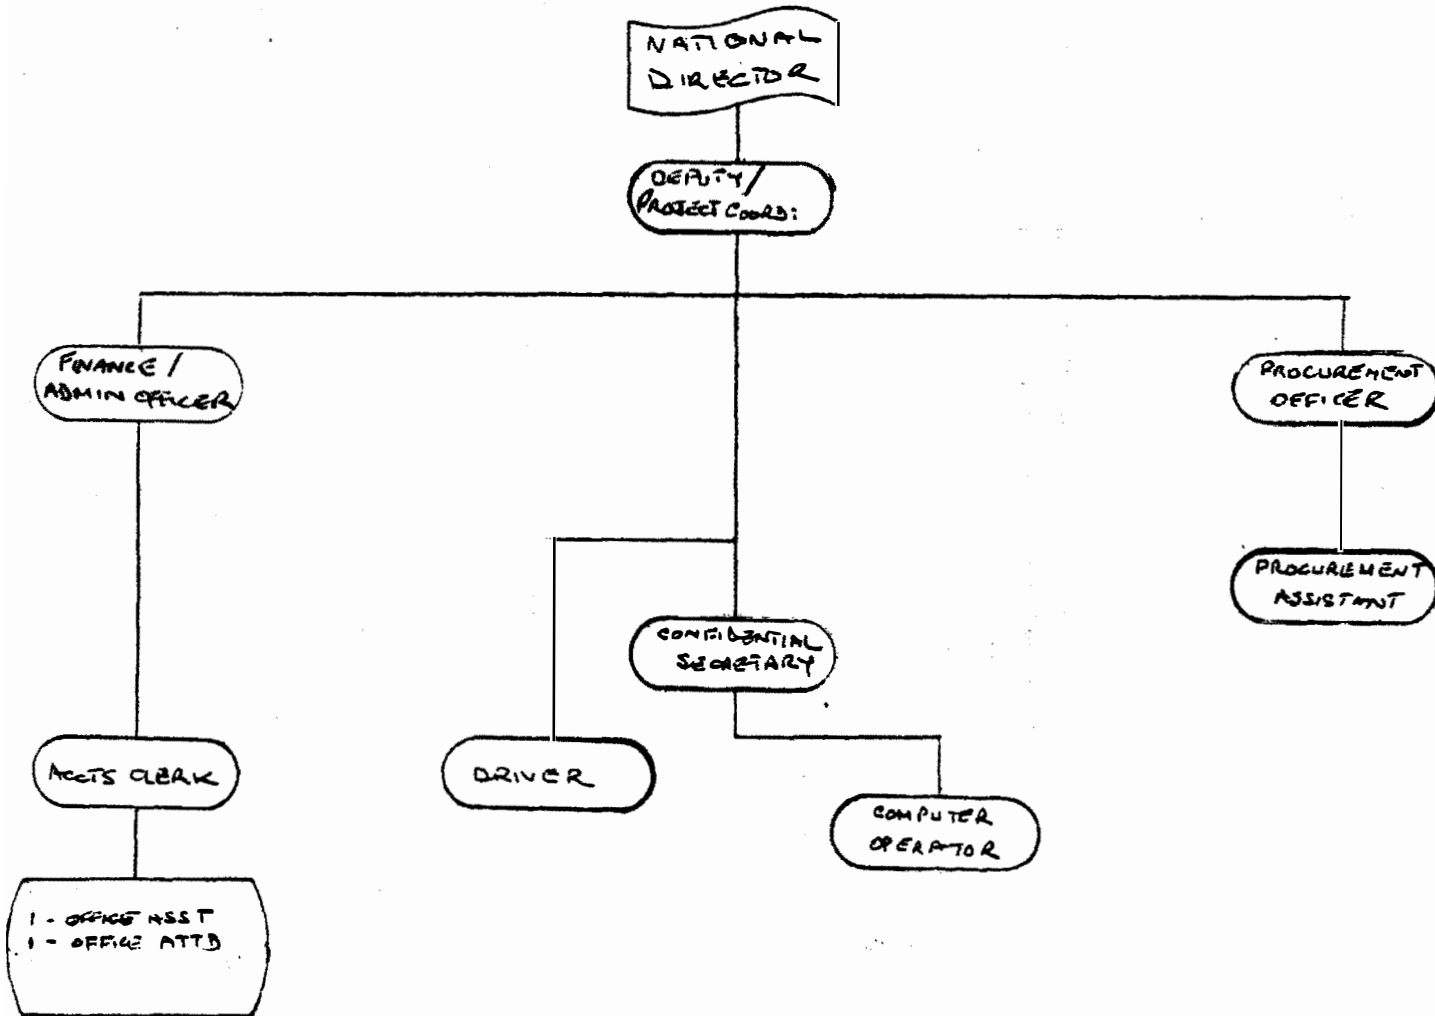 NATIONAL
DIRECTOR
DEPUTY/
PROJECT COORD:
FINANCE /
ADMIN OFFICER
PROCUREMENT
OFFICER
PROCUREMENT
ASSISTANT
CONFIDENTIAL
SECRETARY
ACCTS CLERK
DRIVER
COMPUTER
OPERATOR
1 - OFFICE ASST
1 - OFFICE ATTD